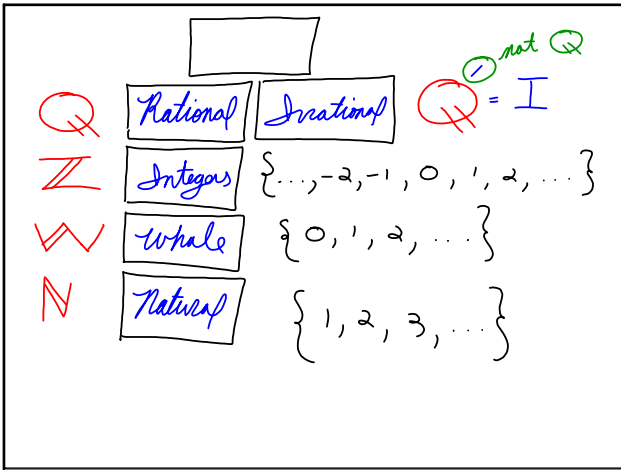 not Q
Q Rational Irrational Q' = I
Z Integers {..., -2, -1, 0, 1, 2, ...}
W Whole {0, 1, 2, ...}
N Natural {1, 2, 3, ...}